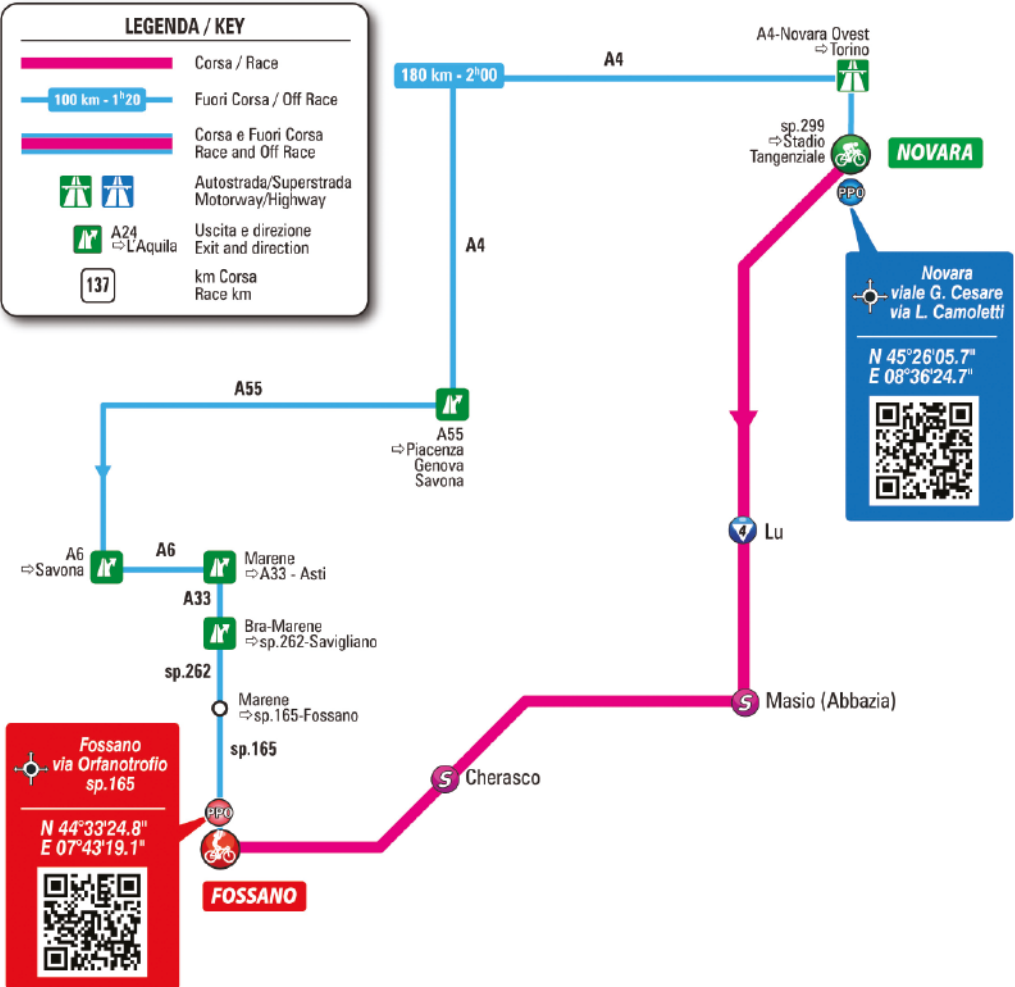 LEGENDA / KEY
Corsa / Race
100 km - 1h20
Fuori Corsa / Off Race
Corsa e Fuori Corsa
Race and Off Race
Autostrada/Superstrada
Motorway/Highway
A24
⇨L'Aquila
Uscita e direzione
Exit and direction
137
km Corsa
Race km
A4-Novara Ovest
⇨Torino
A4
180 km - 2h00
sp.299
⇨Stadio
Tangenziale
NOVARA
PPO
Novara
viale G. Cesare
via L. Camoletti
N 45°26'05.7"
E 08°36'24.7"
A4
A55
A55
⇨Piacenza
Genova
Savona
4
Lu
A6
⇨Savona
A6
Marene
⇨A33 - Asti
A33
Bra-Marene
⇨sp.262-Savigliano
sp.262
Marene
⇨sp.165-Fossano
sp.165
S
Masio (Abbazia)
S
Cherasco
Fossano
via Orfanotrofio
sp.165
N 44°33'24.8"
E 07°43'19.1"
PPO
FOSSANO